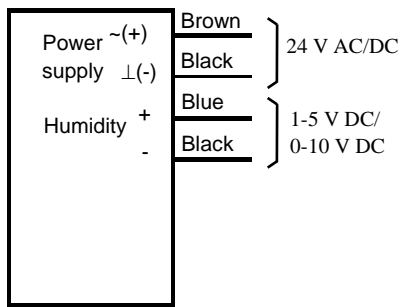 Power ~(+) Brown
supply ⊥(-) Black
24 V AC/DC
Humidity + Blue
- Black
1-5 V DC/
0-10 V DC